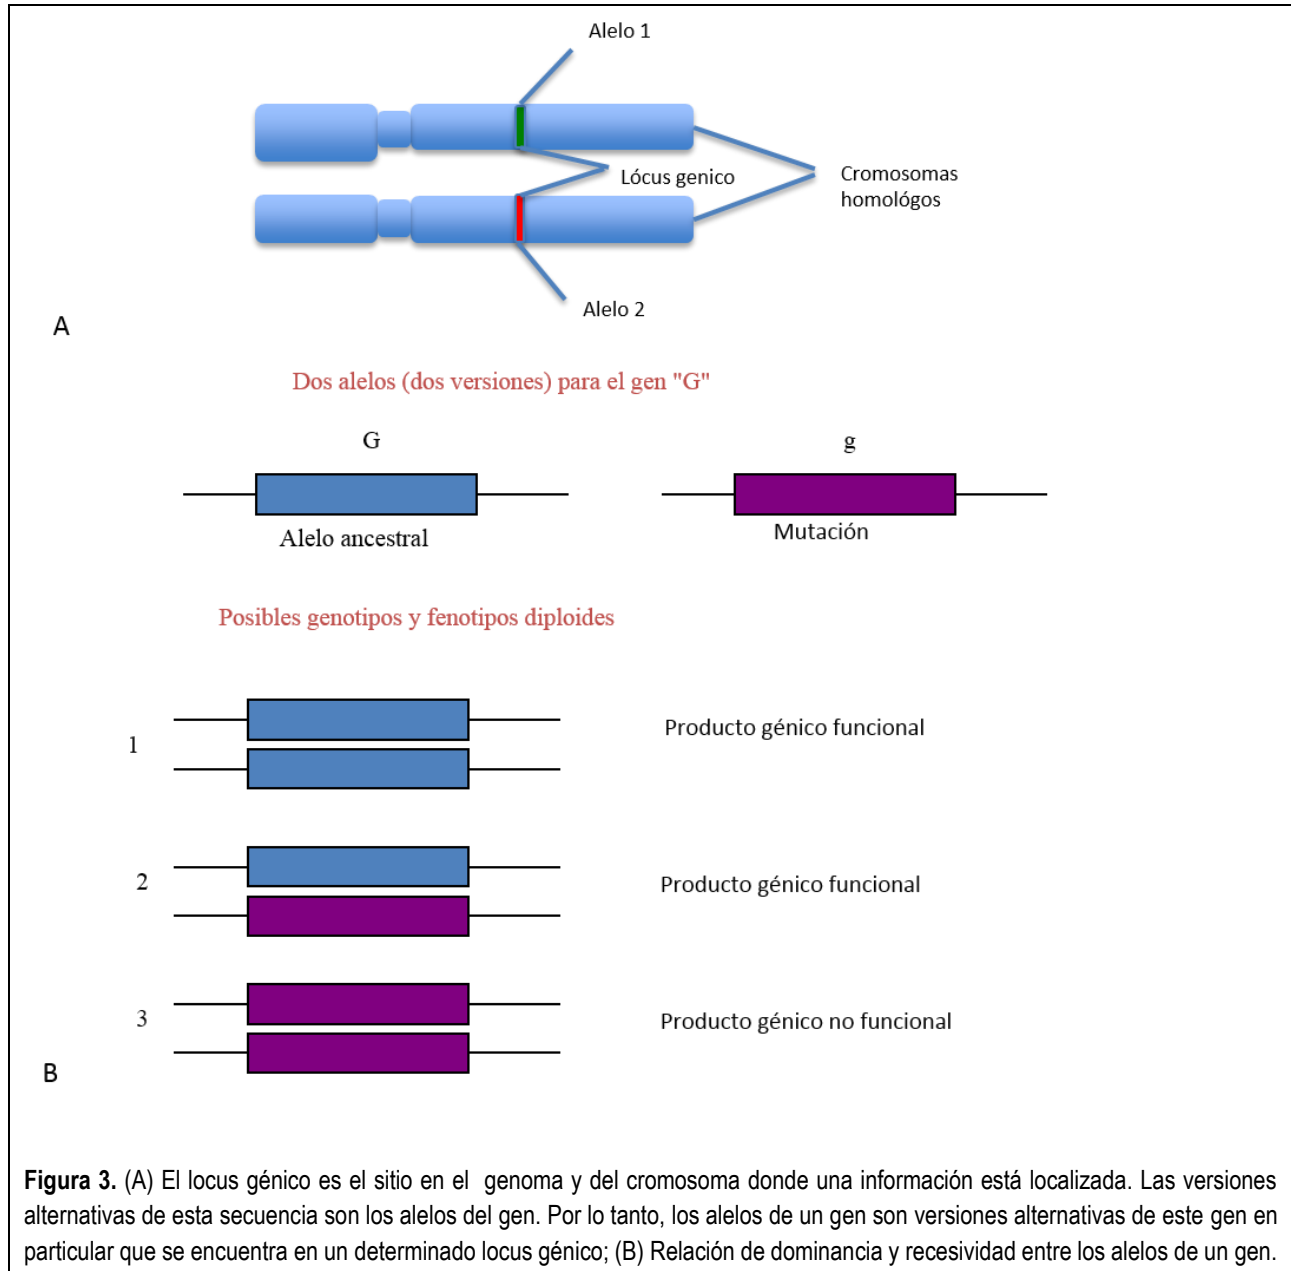 Alelo 1
Lócus genico
Cromosomas
homológos
Alelo 2
A
Dos alelos (dos versiones) para el gen "G"
G
g
Alelo ancestral
Mutación
Posibles genotipos y fenotipos diploides
1
Producto génico funcional
2
Producto génico funcional
3
Producto génico no funcional
B
Figura 3. (A) El locus génico es el sitio en el genoma y del cromosoma donde una información está localizada. Las versiones
alternativas de esta secuencia son los alelos del gen. Por lo tanto, los alelos de un gen son versiones alternativas de este gen en
particular que se encuentra en un determinado locus génico; (B) Relación de dominancia y recesividad entre los alelos de un gen.